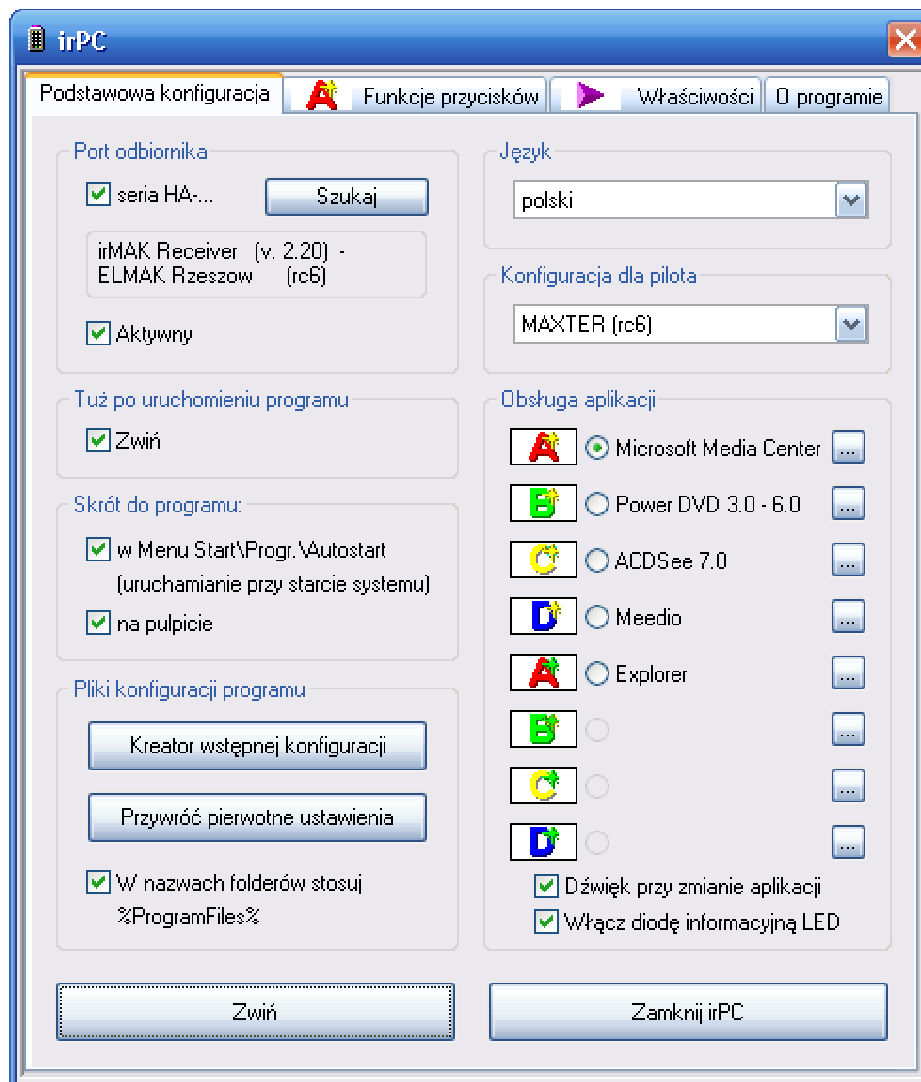 irPC
Podstawowa konfiguracja
A Funkcje przycisków
Właściwości
O programie
Port odbiornika
seria HA-...
Szukaj
irMAK Receiver (v. 2.20) -
ELMAK Rzeszow (rc6)
Aktywny
Tuż po uruchomieniu programu
Zwiń
Skrót do programu:
w Menu Start\Progr.\Autostart
(uruchamianie przy starcie systemu)
na pulpicie
Pliki konfiguracji programu
Kreator wstępnej konfiguracji
Przywróć pierwotne ustawienia
W nazwach folderów stosuj
%ProgramFiles%
Język
polski
Konfiguracja dla pilota
MAXTER (rc6)
Obsługa aplikacji
A Microsoft Media Center ...
B Power DVD 3.0 - 6.0 ...
C ACDSee 7.0 ...
D Meedio ...
A Explorer ...
B ...
C ...
D ...
Dźwięk przy zmianie aplikacji
Włącz diodę informacyjną LED
Zwiń
Zamknij irPC